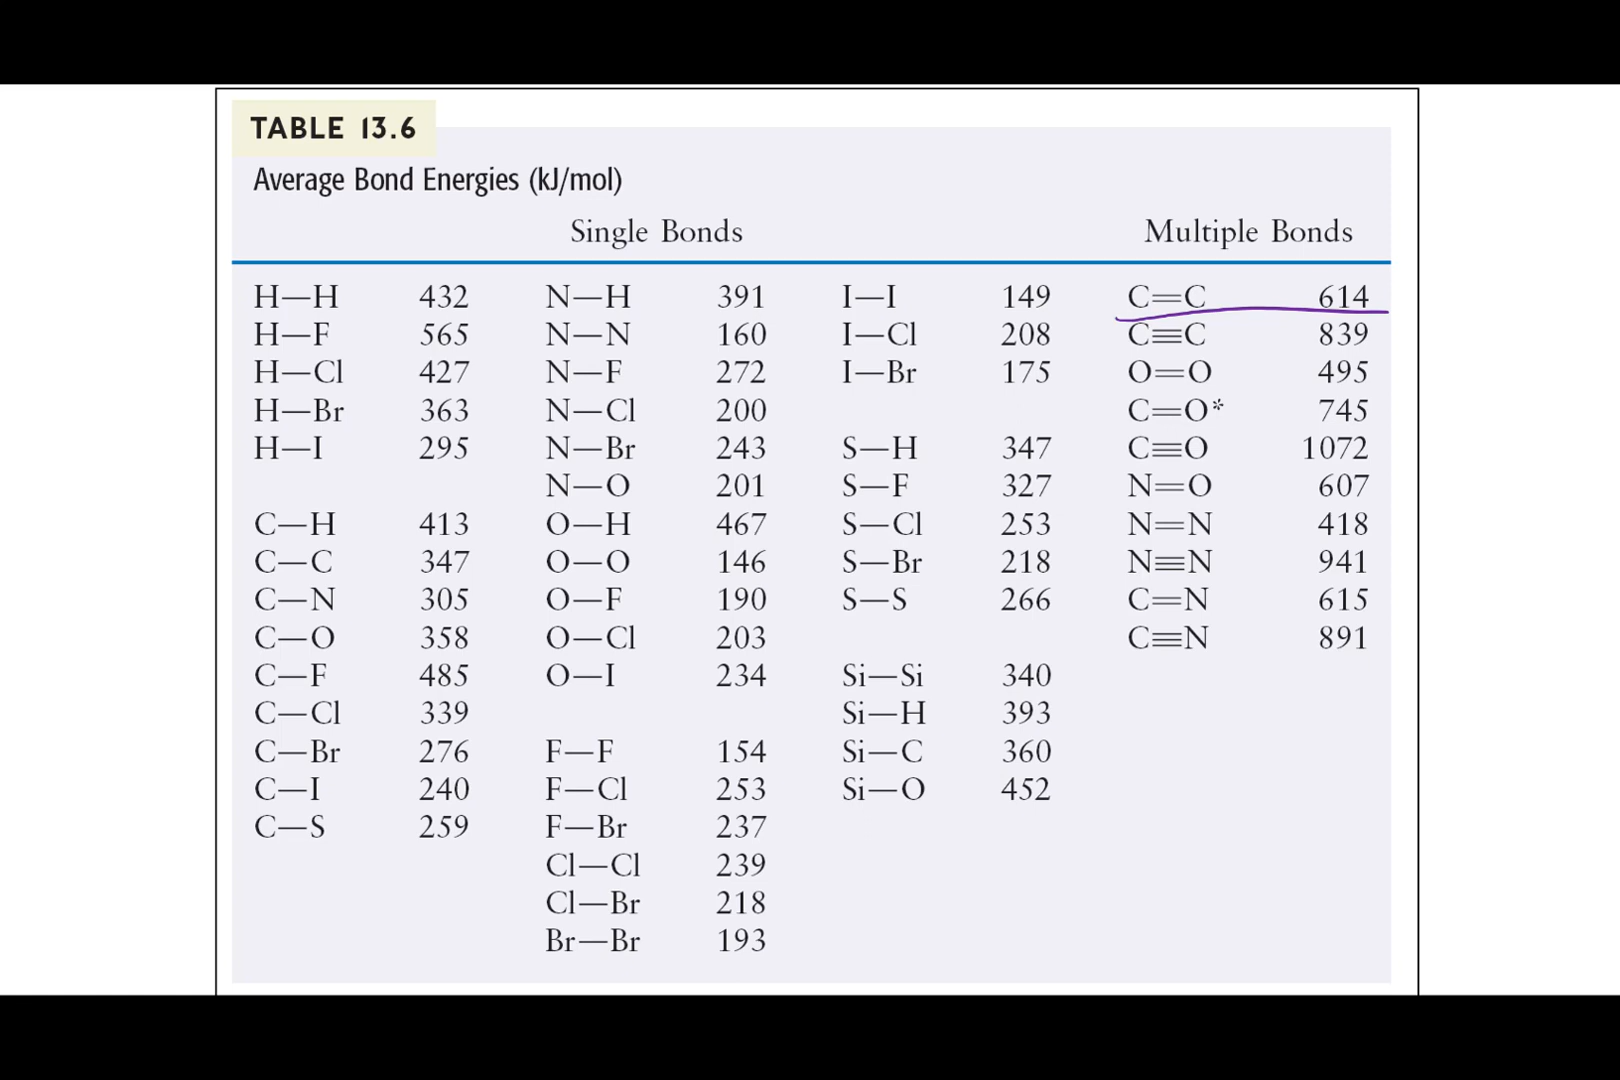 TABLE 13.6
Average Bond Energies (kJ/mol)
Single Bonds Multiple Bonds
H—H 432 N—H 391 I—I 149 C=C 614
H—F 565 N—N 160 I—Cl 208 C≡C 839
H—Cl 427 N—F 272 I—Br 175 O=O 495
H—Br 363 N—Cl 200 C=O* 745
H—I 295 N—Br 243 S—H 347 C≡O 1072
N—O 201 S—F 327 N=O 607
C—H 413 O—H 467 S—Cl 253 N=N 418
C—C 347 O—O 146 S—Br 218 N≡N 941
C—N 305 O—F 190 S—S 266 C=N 615
C—O 358 O—Cl 203 C≡N 891
C—F 485 O—I 234 Si—Si 340
C—Cl 339 Si—H 393
C—Br 276 F—F 154 Si—C 360
C—I 240 F—Cl 253 Si—O 452
C—S 259 F—Br 237
Cl—Cl 239
Cl—Br 218
Br—Br 193